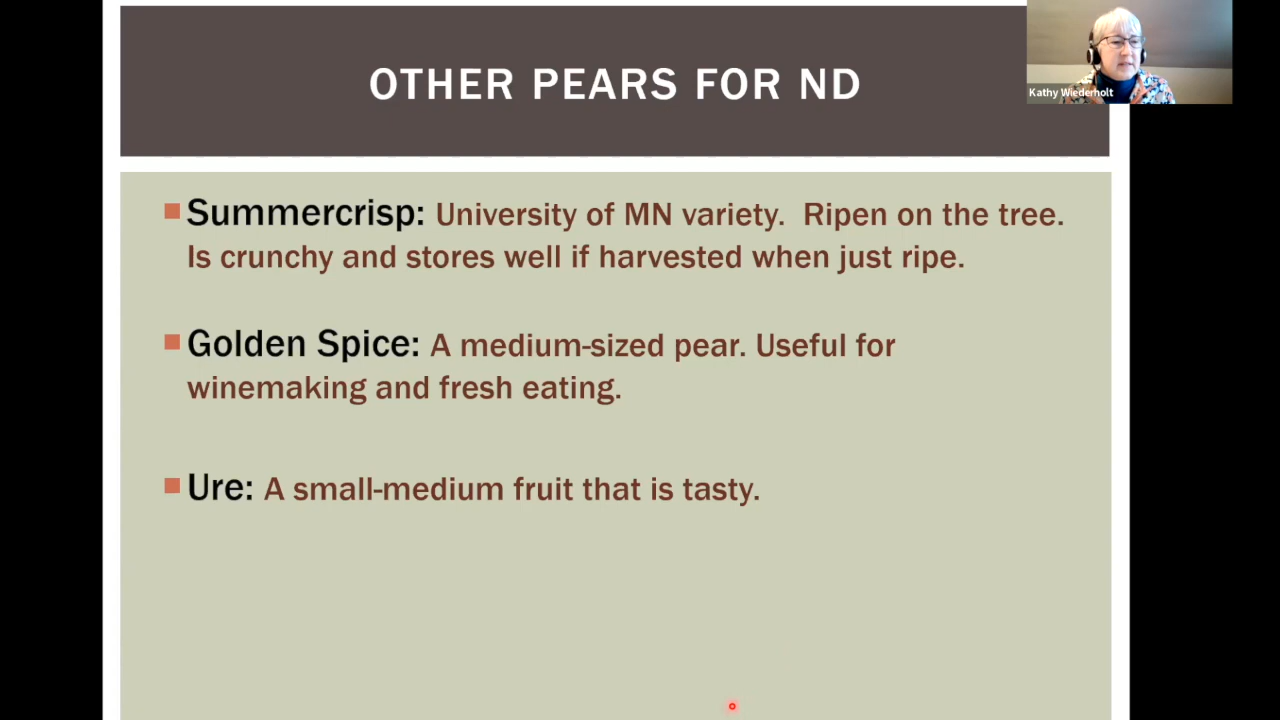 OTHER PEARS FOR ND
Kathy Wiederholt
Summercrisp: University of MN variety. Ripen on the tree.
Is crunchy and stores well if harvested when just ripe.
Golden Spice: A medium-sized pear. Useful for
winemaking and fresh eating.
Ure: A small-medium fruit that is tasty.